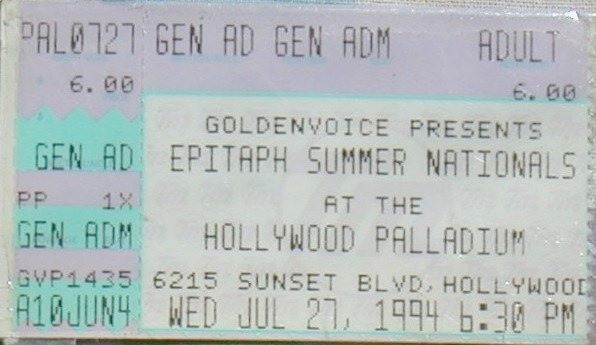 PAL0727 GEN AD GEN ADM ADULT
6.00 6.00
GOLDENVOICE PRESENTS
GEN AD EPITAPH SUMMER NATIONALS
PP 1X AT THE
GEN ADM HOLLYWOOD PALLADIUM
GVP1435 6215 SUNSET BLVD, HOLLYWOOD
A10JUN4 WED JUL 27, 1994 6:30 PM